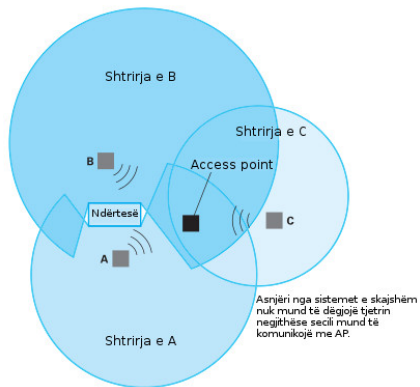 Shtrirja e B
Shtrirja e C
Access point
B
Ndërtesë
C
A
Shtrirja e A
Asnjëri nga sistemet e skajshëm
nuk mund të dëgjojë tjetrin
negjithëse secili mund të
komunikojë me AP.